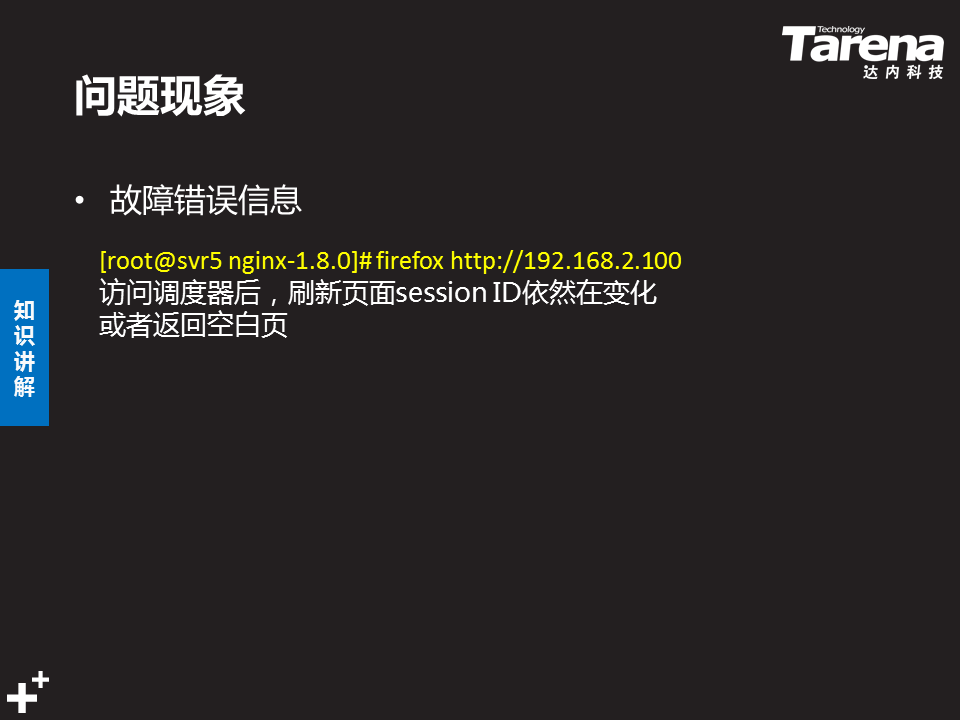 Technology
Tarena
达内科技
问题现象
• 故障错误信息
[root@svr5 nginx-1.8.0]# firefox http://192.168.2.100
访问调度器后，刷新页面session ID依然在变化
或者返回空白页
知识讲解